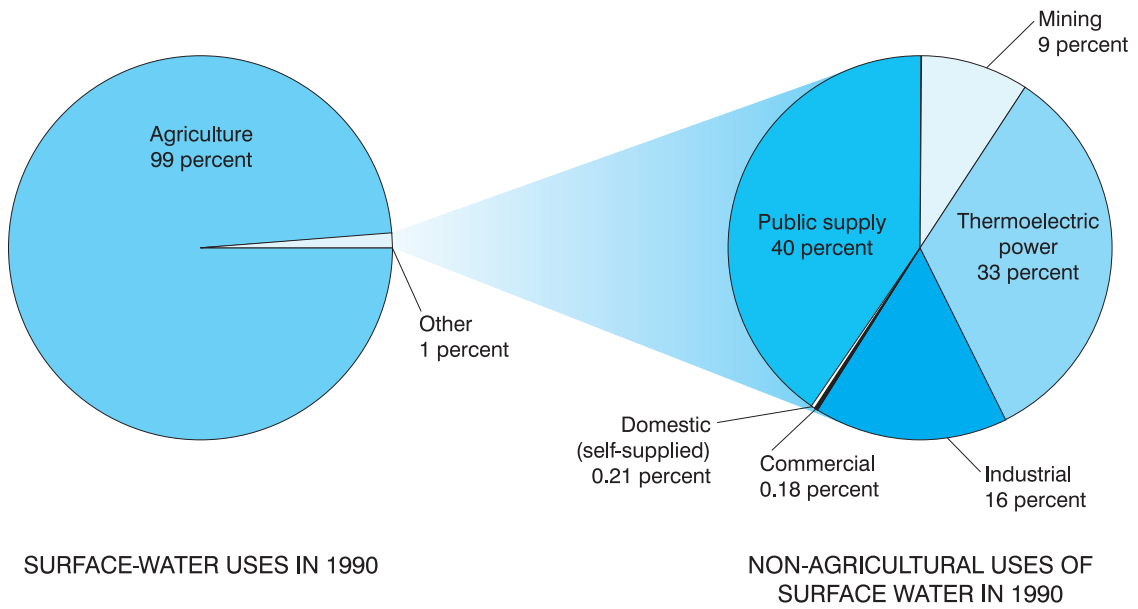 Agriculture
99 percent
Other
1 percent
SURFACE-WATER USES IN 1990
Mining
9 percent
Public supply
40 percent
Thermoelectric
power
33 percent
Domestic
(self-supplied)
0.21 percent
Commercial
0.18 percent
Industrial
16 percent
NON-AGRICULTURAL USES OF
SURFACE WATER IN 1990